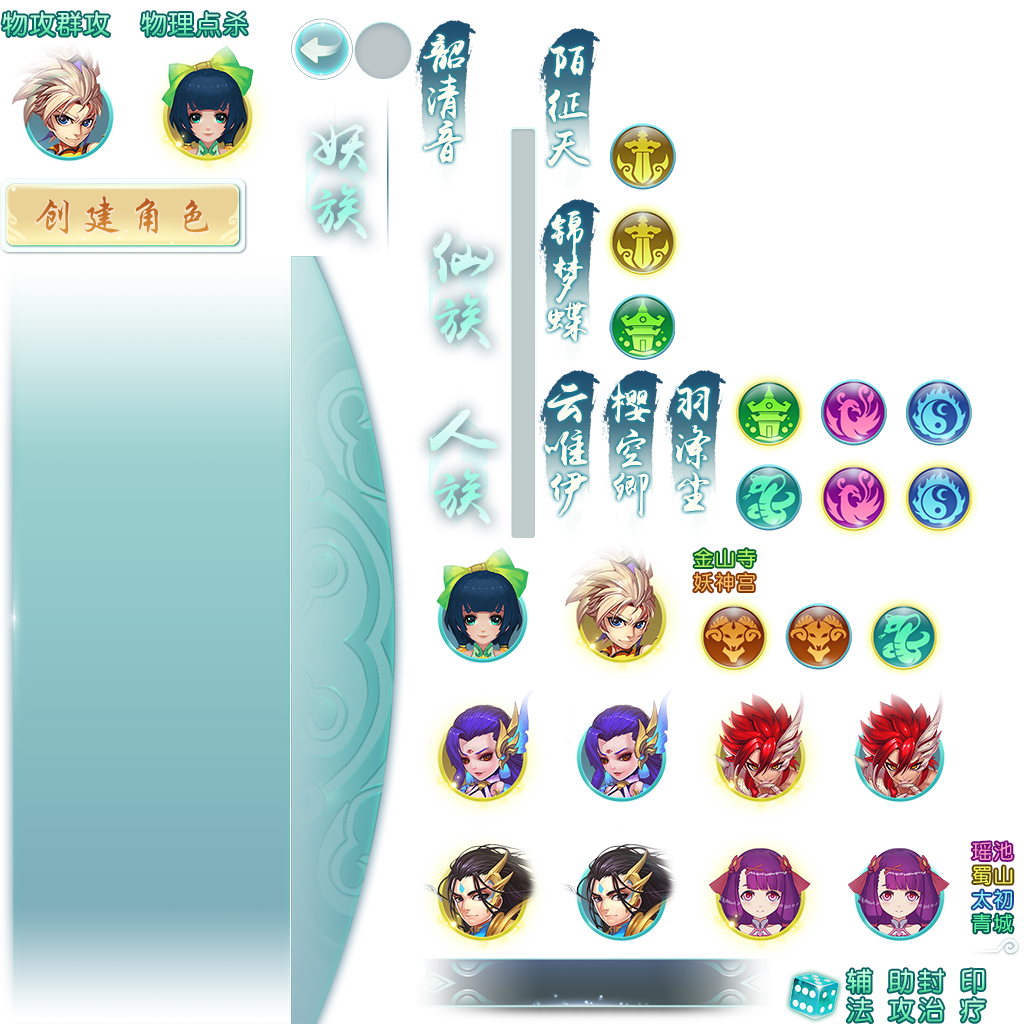 物攻群攻
物理点杀
创建角色
妖族
韶清音
陌征天
仙族
锦梦蝶
人族
云唯伊
樱空卿
羽涤尘
金山寺
妖神宫
瑶池
蜀山
太初
青城
辅 助封 印
法 攻治 疗